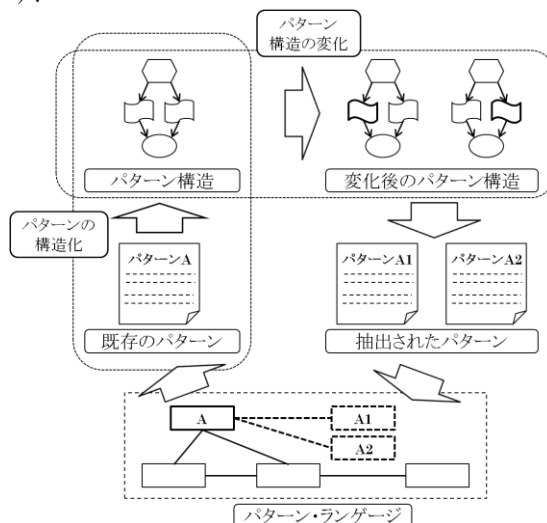 ).
パターン
構造の変化
パターン構造
変化後のパターン構造
パターンの
構造化
パターンA
パターンA1
パターンA2
既存のパターン
抽出されたパターン
A
A1
A2
パターン・ランゲージ